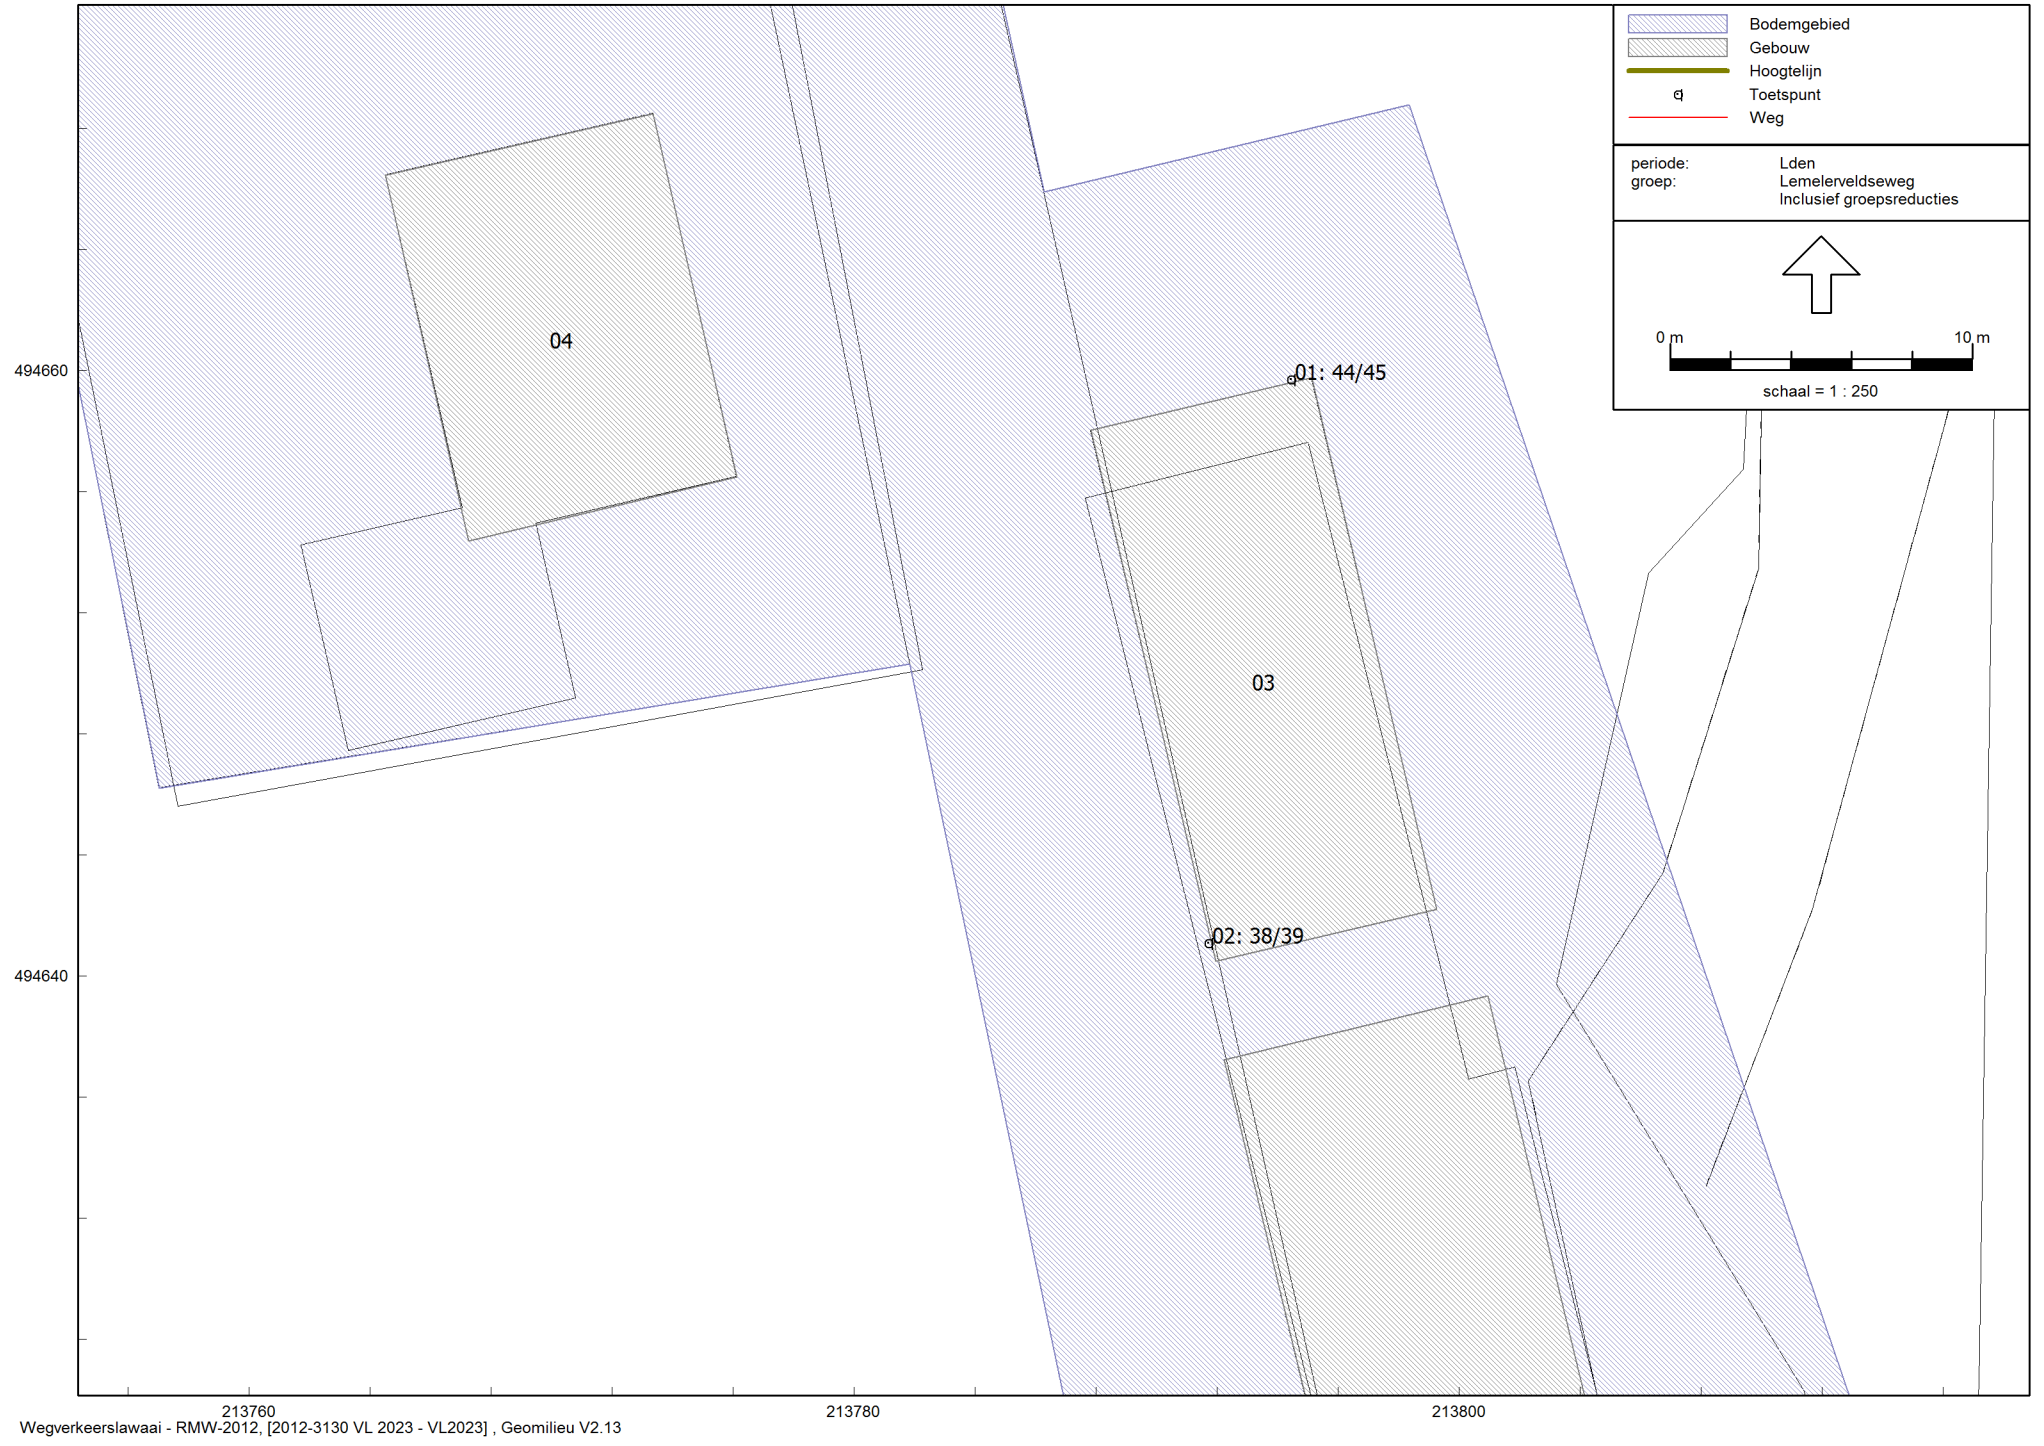 Bodemgebied
Gebouw
Hoogtelijn
Toetspunt
Weg
periode: Lden
groep: Lemelerveldseweg
Inclusief groepsreducties
0 m 10 m
schaal = 1 : 250
04
494660
01: 44/45
03
02: 38/39
494640
213760 213780 213800
Wegverkeerslawaai - RMW-2012, [2012-3130 VL 2023 - VL2023] , Geomilieu V2.13